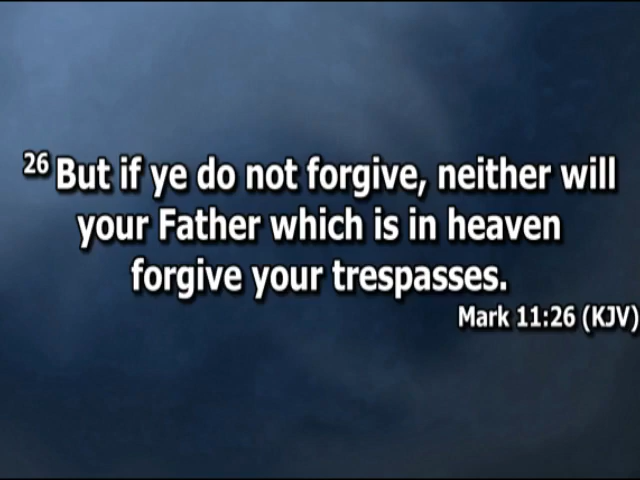 26 But if ye do not forgive, neither will
your Father which is in heaven
forgive your trespasses.
Mark 11:26 (KJV)